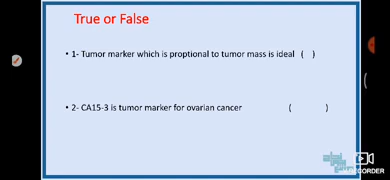 True or False
• 1- Tumor marker which is proptional to tumor mass is ideal ( )
• 2- CA15-3 is tumor marker for ovarian cancer ( )
CORDER